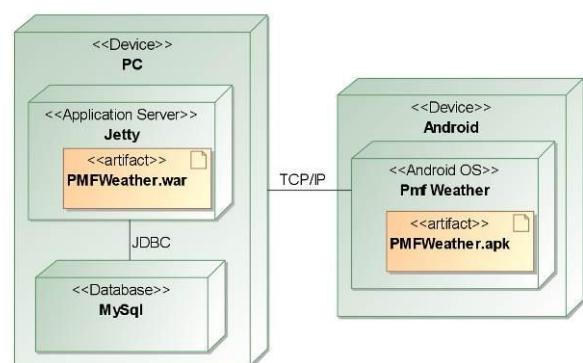 <<Device>>
PC
<<Application Server>>
Jetty
<<artifact>>
PMFWeather.war
JDBC
<<Database>>
MySql
TCP/IP
<<Device>>
Android
<<Android OS>>
Pmf Weather
<<artifact>>
PMFWeather.apk